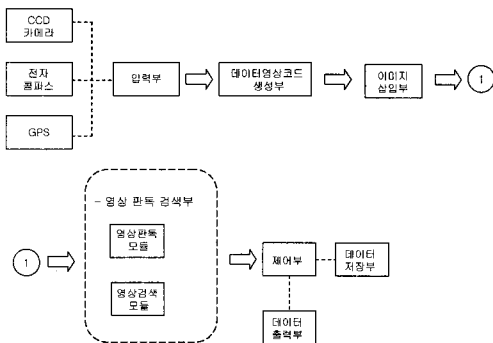 CCD
카메라
전자
콤파스
GPS
입력부
데이터영상코드
생성부
이미지
삽입부
1
1
- 영상 판독 검색부
영상판독
모듈
영상검색
모듈
제어부
데이터
저장부
데이터
출력부